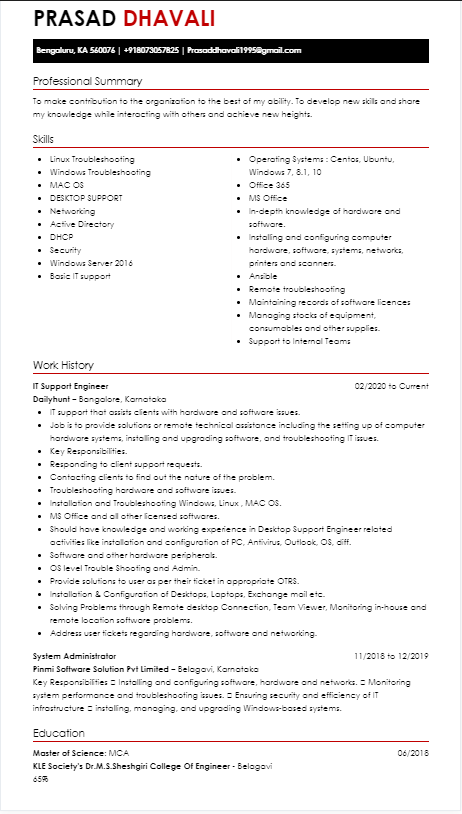 PRASAD DHAVALI
Bengaluru, KA 560076 | +918073057825 | Prasaddhavali1995@gmail.com
Professional Summary
To make contribution to the organization to the best of my ability. To develop new skills and share
my knowledge while interacting with others and achieve new heights.
Skills
• Linux Troubleshooting
• Windows Troubleshooting
• MAC OS
• DESKTOP SUPPORT
• Networking
• Active Directory
• DHCP
• Security
• Windows Server 2016
• Basic IT support
• Operating Systems : Centos, Ubuntu,
Windows 7, 8.1, 10
• Office 365
• MS Office
• In-depth knowledge of hardware and
software.
• Installing and configuring computer
hardware, software, systems, networks,
printers and scanners.
• Ansible
• Remote troubleshooting
• Maintaining records of software licences
• Managing stocks of equipment,
consumables and other supplies.
• Support to Internal Teams
Work History
IT Support Engineer 02/2020 to Current
Dailyhunt – Bangalore, Karnataka
• IT support that assists clients with hardware and software issues.
• Job is to provide solutions or remote technical assistance including the setting up of computer
hardware systems, installing and upgrading software, and troubleshooting IT issues.
• Key Responsibilities.
• Responding to client support requests.
• Contacting clients to find out the nature of the problem.
• Troubleshooting hardware and software issues.
• Installation and Troubleshooting Windows, Linux , MAC OS.
• MS Office and all other licensed softwares.
• Should have knowledge and working experience in Desktop Support Engineer related
activities like installation and configuration of PC, Antivirus, Outlook, OS, diff.
• Software and other hardware peripherals.
• OS level Trouble Shooting and Admin.
• Provide solutions to user as per their ticket in appropriate OTRS.
• Installation & Configuration of Desktops, Laptops, Exchange mail etc.
• Solving Problems through Remote desktop Connection, Team Viewer, Monitoring in-house and
remote location software problems.
• Address user tickets regarding hardware, software and networking.
System Administrator 11/2018 to 12/2019
Pinmi Software Solution Pvt Limited – Belagavi, Karnataka
Key Responsibilities □ Installing and configuring software, hardware and networks. □ Monitoring
system performance and troubleshooting issues. □ Ensuring security and efficiency of IT
infrastructure □ installing, managing, and upgrading Windows-based systems.
Education
Master of Science: MCA 06/2018
KLE Society's Dr.M.S.Sheshgiri College Of Engineer - Belagavi
65%